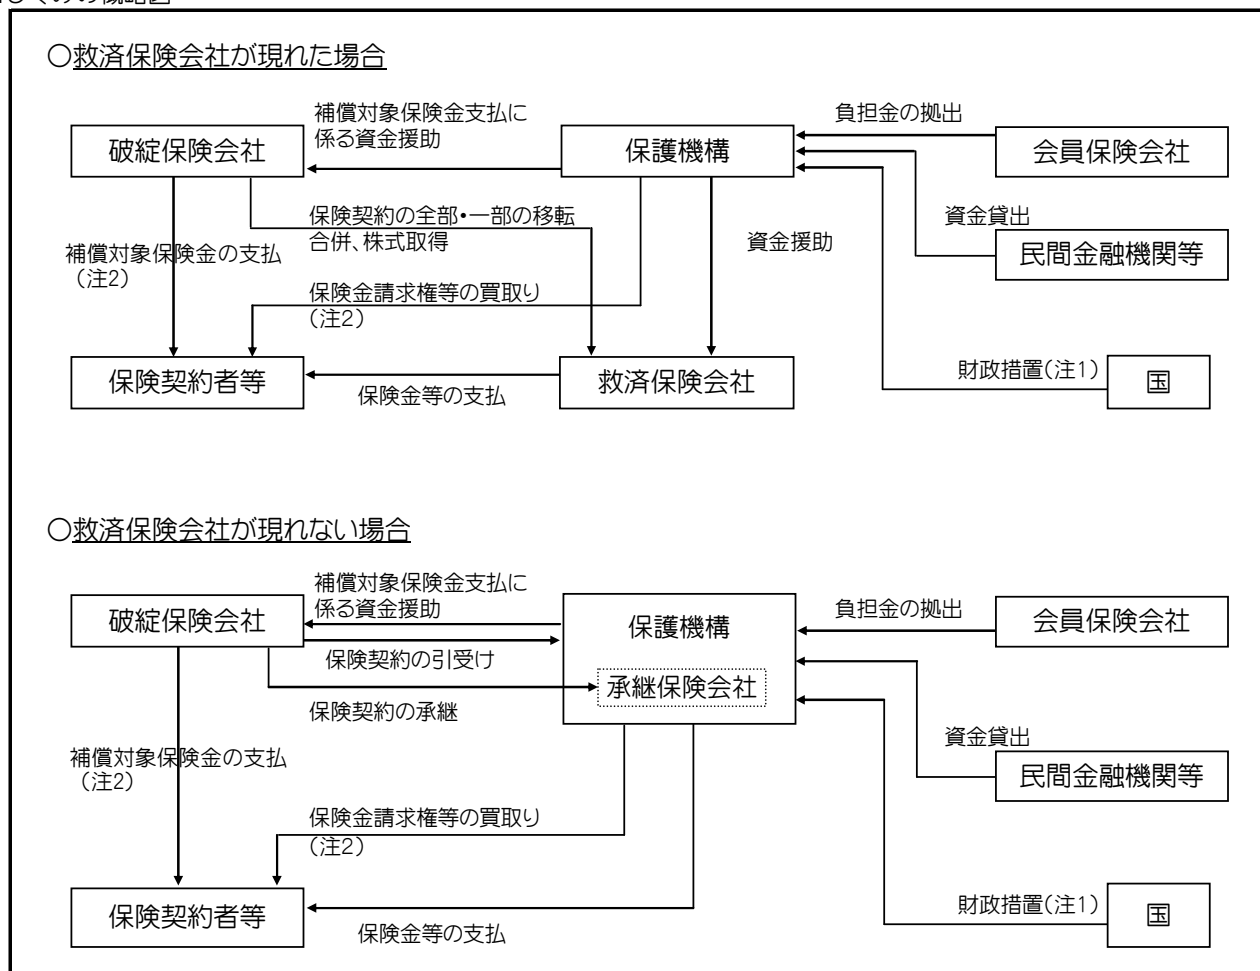 ○救済保険会社が現れた場合
補償対象保険金支払に
係る資金援助
負担金の拠出
破綻保険会社
保護機構
会員保険会社
保険契約の全部・一部の移転
合併、株式取得
資金貸出
補償対象保険金の支払
（注2）
資金援助
民間金融機関等
保険金請求権等の買取り
（注2）
財政措置（注1）
保険契約者等
救済保険会社
国
保険金等の支払
○救済保険会社が現れない場合
補償対象保険金支払に
係る資金援助
負担金の拠出
破綻保険会社
保護機構
会員保険会社
保険契約の引受け
承継保険会社
保険契約の承継
資金貸出
補償対象保険金の支払
（注2）
民間金融機関等
保険金請求権等の買取り
（注2）
財政措置（注1）
保険契約者等
国
保険金等の支払